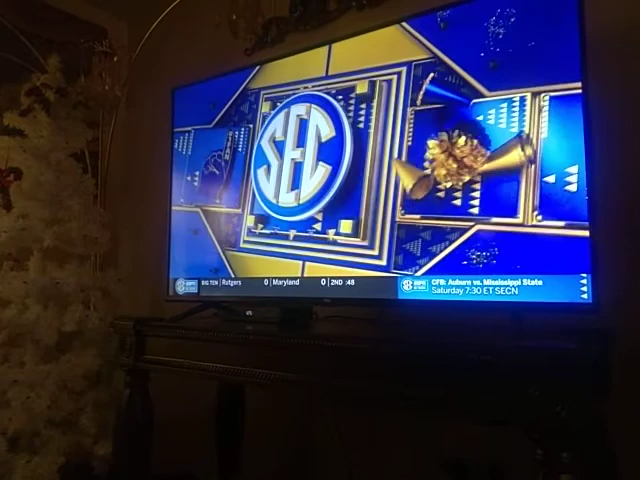 SEC
BIG TEN Rutgers 0 Maryland 0 2ND :48
CFB: Auburn vs. Mississippi State
Saturday 7:30 ET SECN